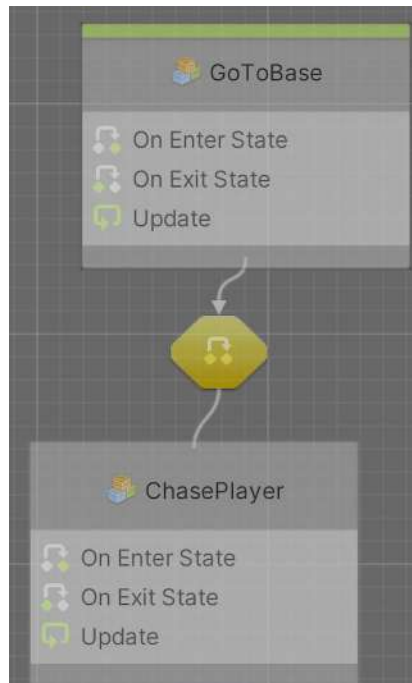 GoToBase
On Enter State
On Exit State
Update
ChasePlayer
On Enter State
On Exit State
Update